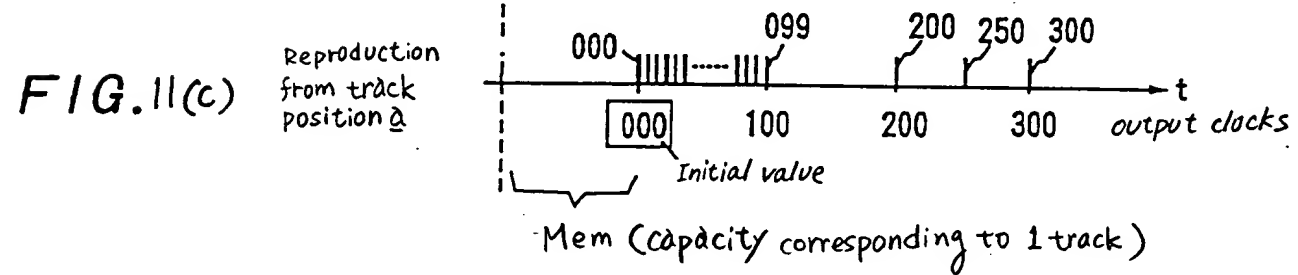 FIG.11(c)
Reproduction
from track
position a
000 099 200 250 300
000 100 200 300
t
output clocks
Initial value
Mem (capacity corresponding to 1 track)